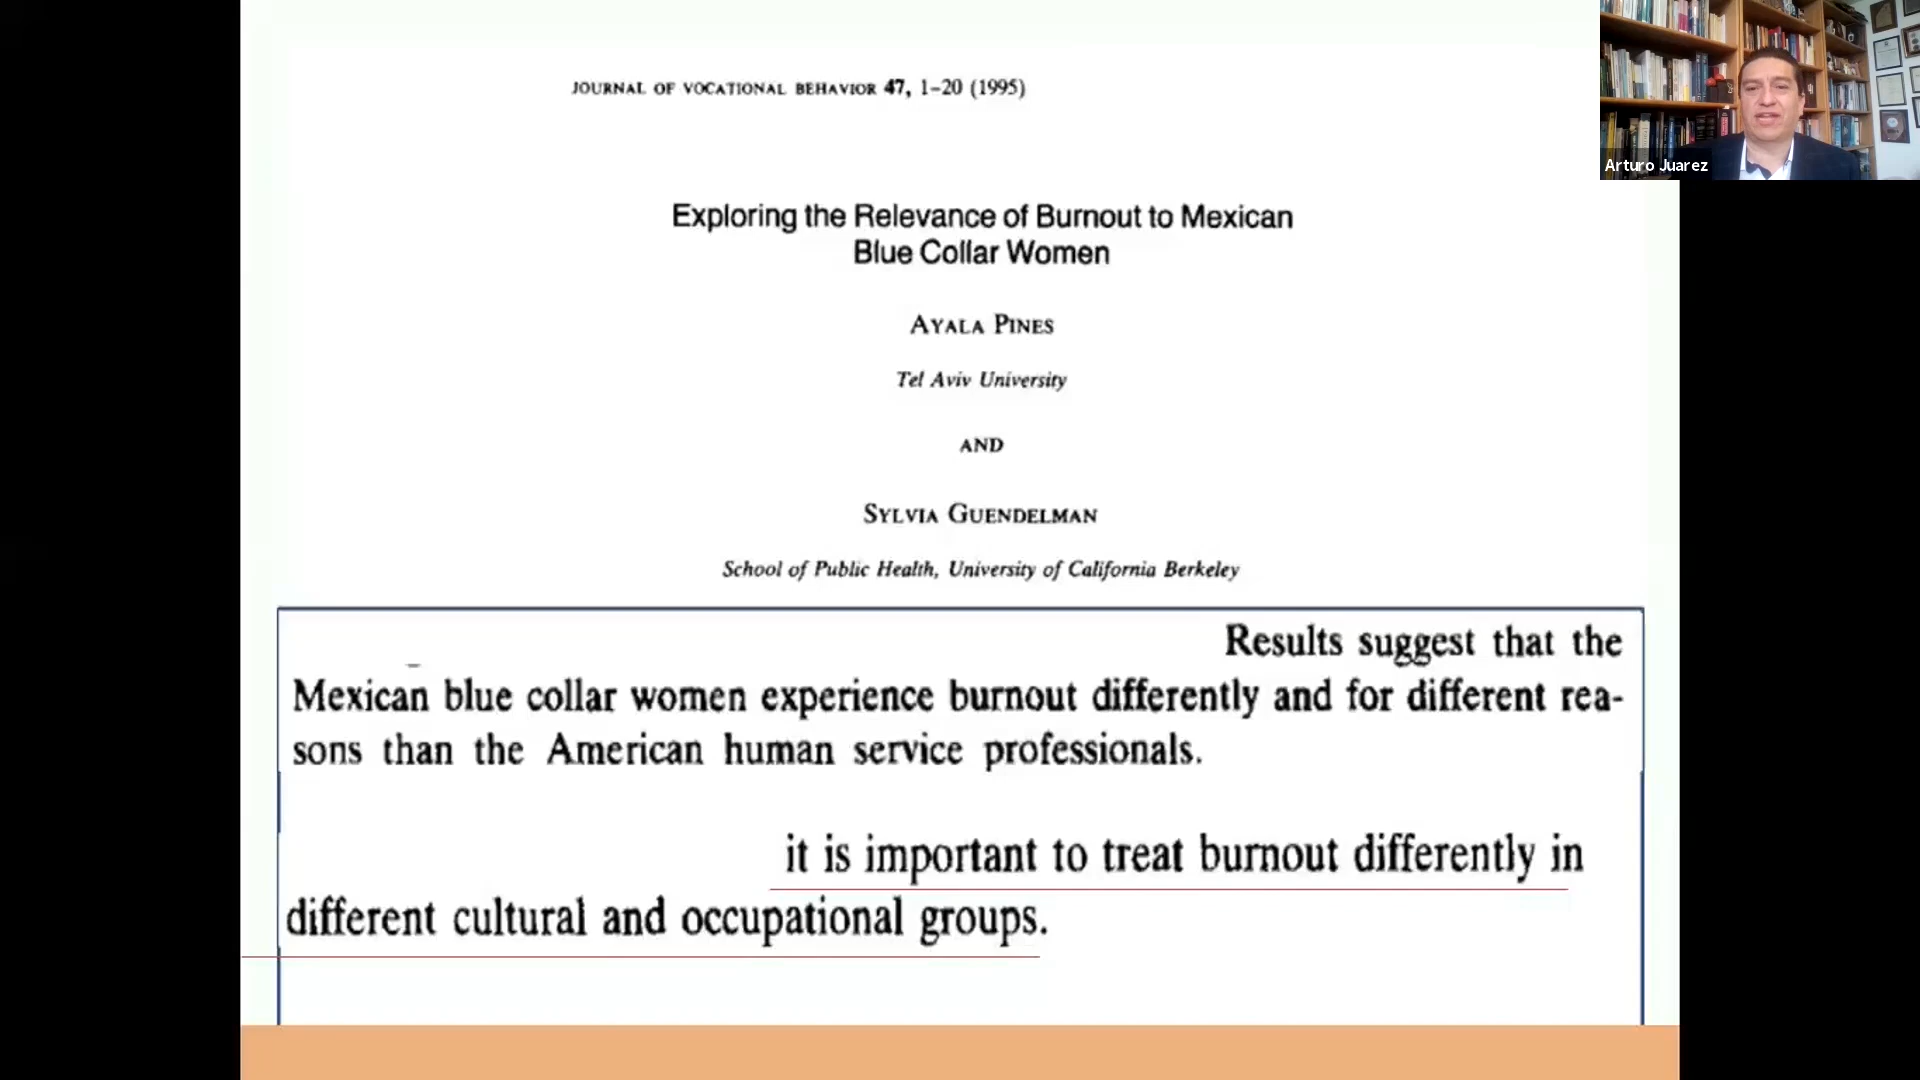 JOURNAL OF VOCATIONAL BEHAVIOR 47, 1–20 (1995)
Arturo Juarez
Exploring the Relevance of Burnout to Mexican
Blue Collar Women
AYALA PINES
Tel Aviv University
AND
SYLVIA GUENDELMAN
School of Public Health, University of California Berkeley
Results suggest that the
Mexican blue collar women experience burnout differently and for different rea-
sons than the American human service professionals.
it is important to treat burnout differently in
different cultural and occupational groups.